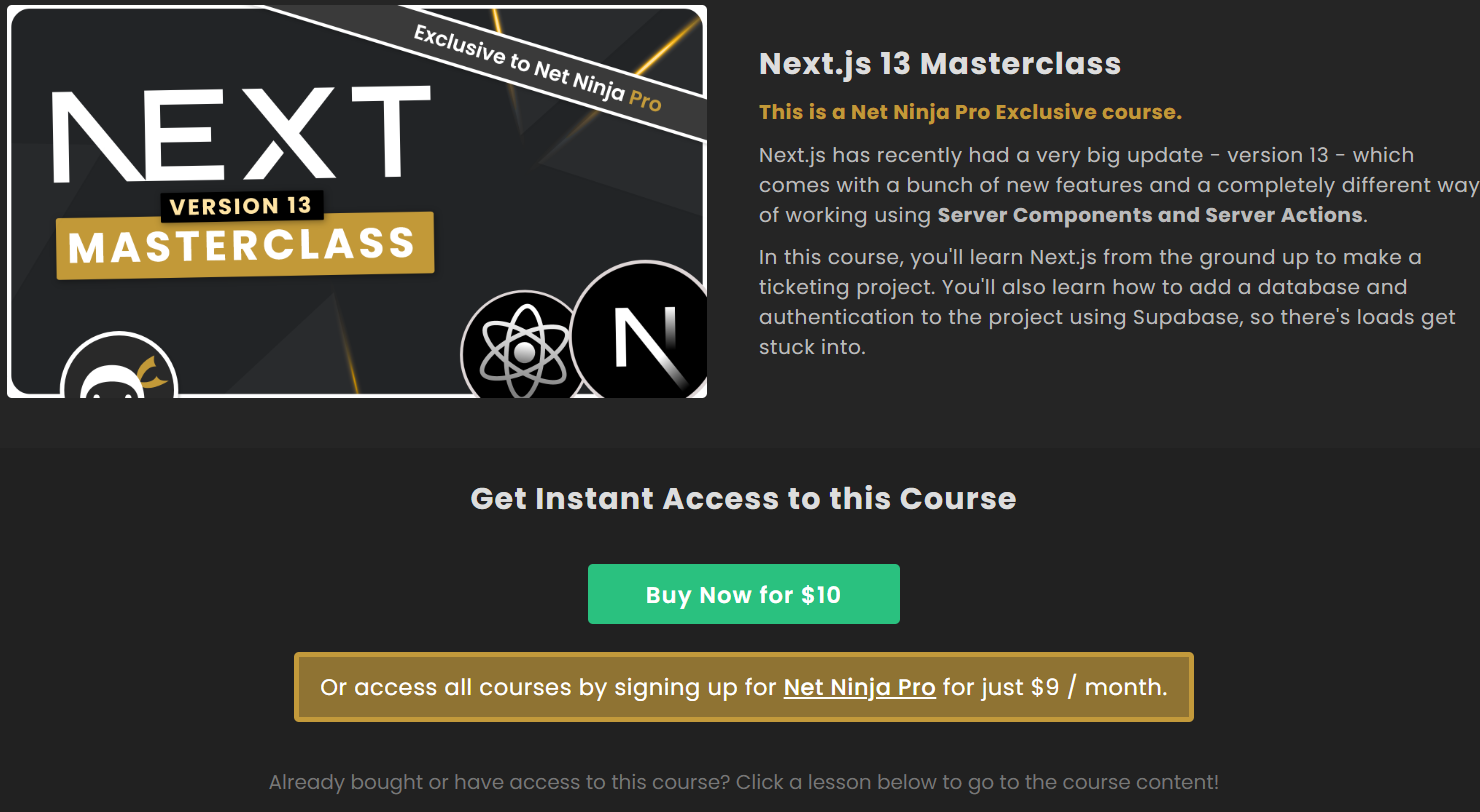 Exclusive to Net Ninja Pro
NEXT
VERSION 13
MASTERCLASS
N
Next.js 13 Masterclass
This is a Net Ninja Pro Exclusive course.
Next.js has recently had a very big update - version 13 - which
comes with a bunch of new features and a completely different way
of working using Server Components and Server Actions.
In this course, you'll learn Next.js from the ground up to make a
ticketing project. You'll also learn how to add a database and
authentication to the project using Supabase, so there's loads get
stuck into.
Get Instant Access to this Course
Buy Now for $10
Or access all courses by signing up for Net Ninja Pro for just $9 / month.
Already bought or have access to this course? Click a lesson below to go to the course content!